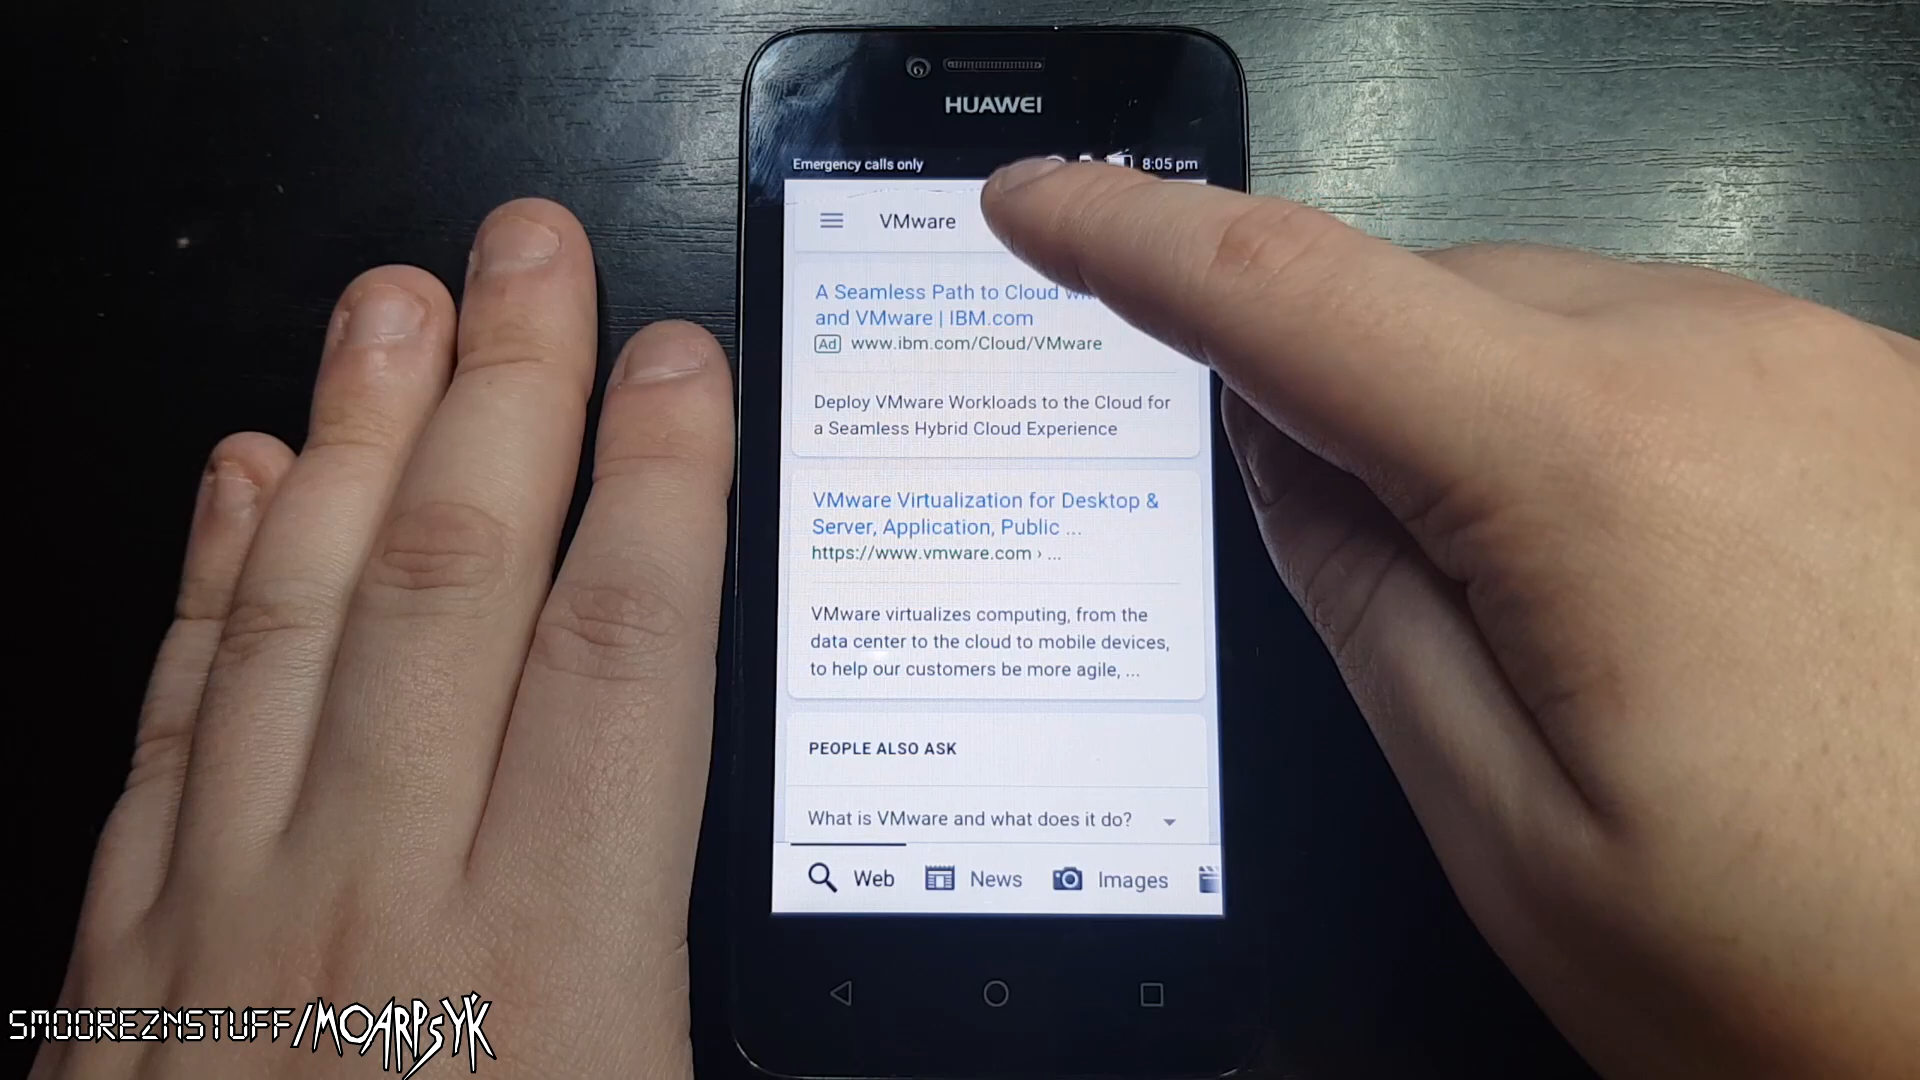 HUAWEI
Emergency calls only
8:05 pm
VMware
A Seamless Path to Cloud
and VMware | IBM.com
Ad www.ibm.com/Cloud/VMware
Deploy VMware Workloads to the Cloud for
a Seamless Hybrid Cloud Experience
VMware Virtualization for Desktop &
Server, Application, Public ...
https://www.vmware.com › ...
VMware virtualizes computing, from the
data center to the cloud to mobile devices,
to help our customers be more agile, ...
PEOPLE ALSO ASK
What is VMware and what does it do?
Web News Images
SMOOREZNSTUFF/MOARPSYK